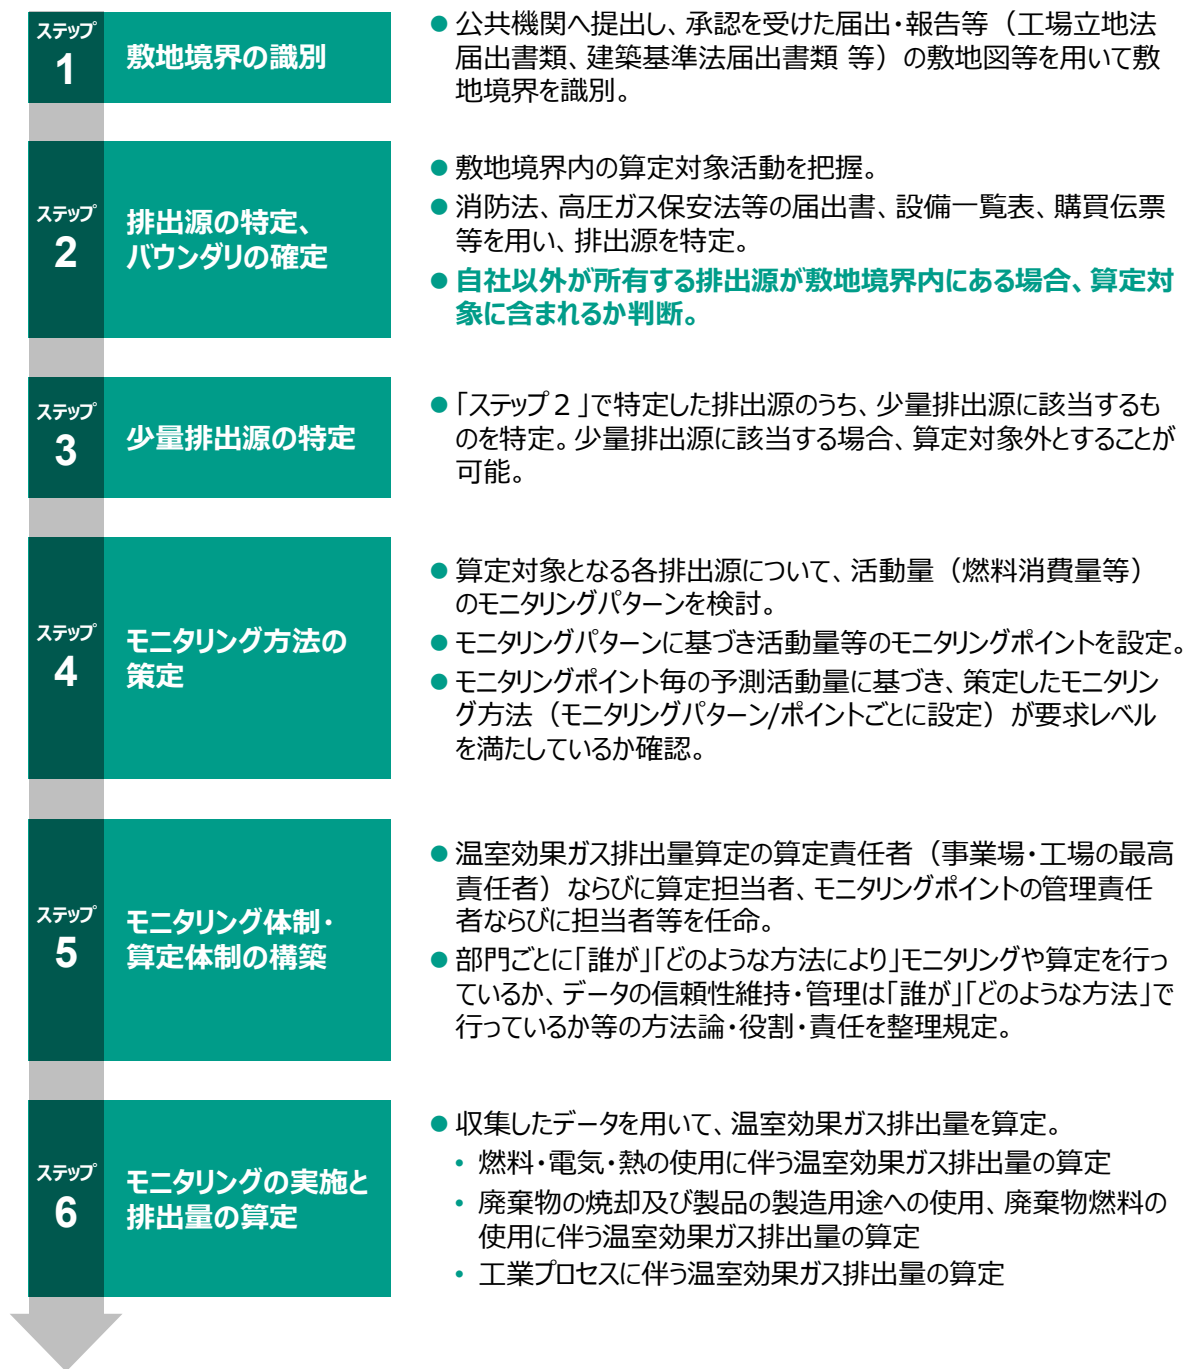 ステップ
1
敷地境界の識別
●公共機関へ提出し、承認を受けた届出・報告等（工場立地法
届出書類、建築基準法届出書類 等）の敷地図等を用いて敷
地境界を識別。
ステップ
2
排出源の特定、
バウンダリの確定
●敷地境界内の算定対象活動を把握。
●消防法、高圧ガス保安法等の届出書、設備一覧表、購買伝票
等を用い、排出源を特定。
●自社以外が所有する排出源が敷地境界内にある場合、算定対
象に含まれるか判断。
ステップ
3
少量排出源の特定
●「ステップ２」で特定した排出源のうち、少量排出源に該当するも
のを特定。少量排出源に該当する場合、算定対象外とすることが
可能。
ステップ
4
モニタリング方法の
策定
●算定対象となる各排出源について、活動量（燃料消費量等）
のモニタリングパターンを検討。
●モニタリングパターンに基づき活動量等のモニタリングポイントを設定。
●モニタリングポイント毎の予測活動量に基づき、策定したモニタリン
グ方法（モニタリングパターン/ポイントごとに設定）が要求レベル
を満たしているか確認。
ステップ
5
モニタリング体制・
算定体制の構築
●温室効果ガス排出量算定の算定責任者（事業場・工場の最高
責任者）ならびに算定担当者、モニタリングポイントの管理責任
者ならびに担当者等を任命。
●部門ごとに「誰が」「どのような方法により」モニタリングや算定を行っ
ているか、データの信頼性維持・管理は「誰が」「どのような方法」で
行っているか等の方法論・役割・責任を整理規定。
ステップ
6
モニタリングの実施と
排出量の算定
●収集したデータを用いて、温室効果ガス排出量を算定。
• 燃料・電気・熱の使用に伴う温室効果ガス排出量の算定
• 廃棄物の焼却及び製品の製造用途への使用、廃棄物燃料の
使用に伴う温室効果ガス排出量の算定
• 工業プロセスに伴う温室効果ガス排出量の算定